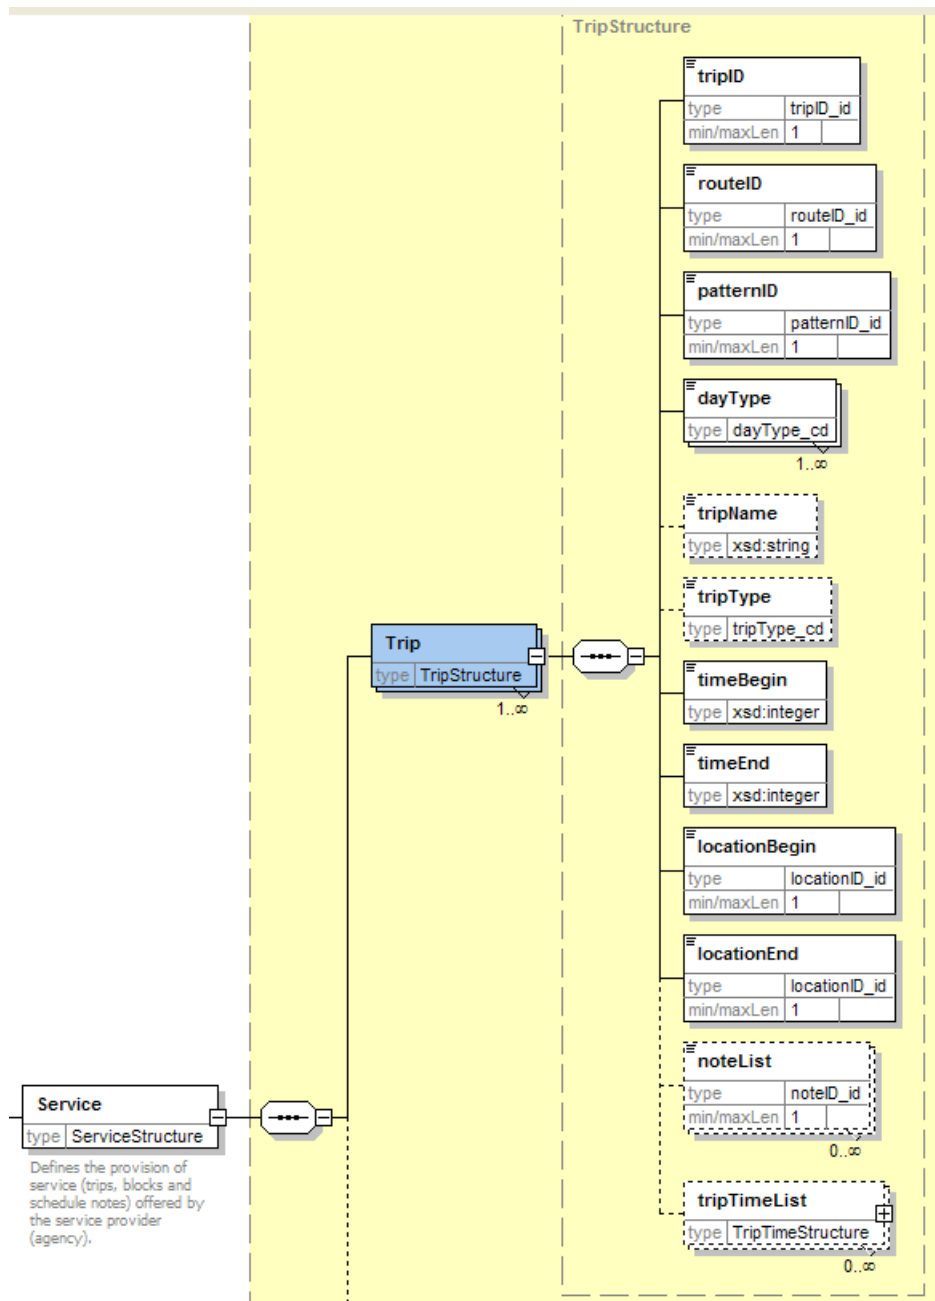 TripStructure
tripID
type tripID_id
min/maxLen 1
routeID
type routeID_id
min/maxLen 1
patternID
type patternID_id
min/maxLen 1
dayType
type dayType_cd
1..∞
tripName
type xsd:string
tripType
type tripType_cd
Trip
type TripStructure
1..∞
timeBegin
type xsd:integer
timeEnd
type xsd:integer
locationBegin
type locationID_id
min/maxLen 1
locationEnd
type locationID_id
min/maxLen 1
noteList
type noteID_id
min/maxLen 1
0..∞
Service
type ServiceStructure
Defines the provision of
service (trips, blocks and
schedule notes) offered by
the service provider
(agency).
tripTimeList
type TripTimeStructure
0..∞